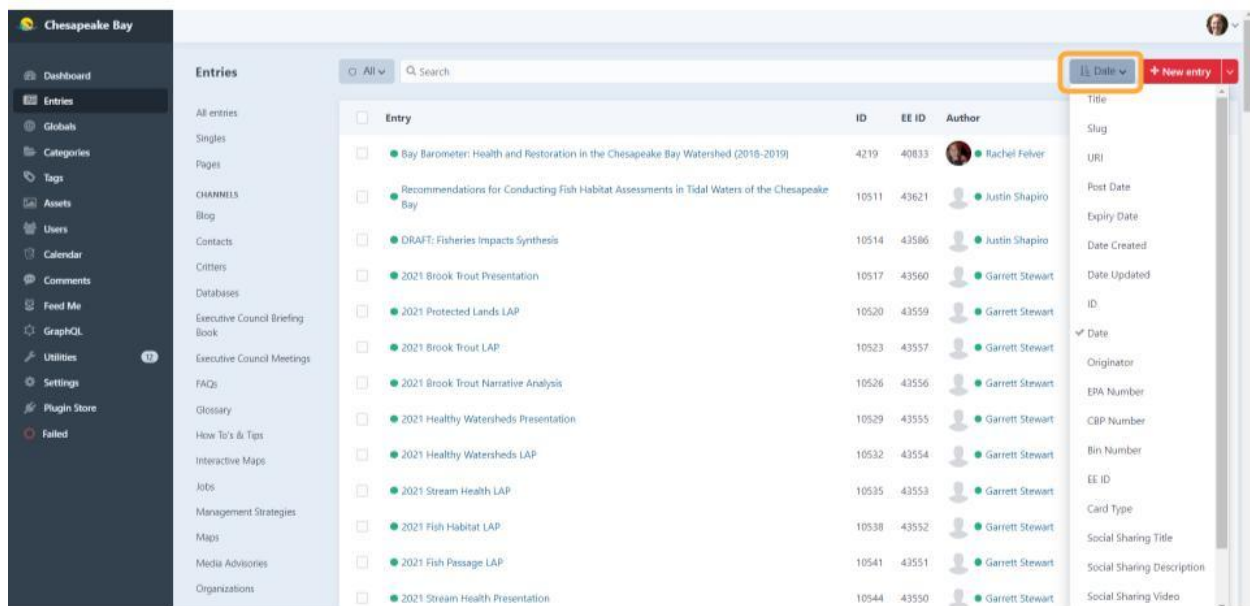 Chesapeake Bay
Dashboard
Entries
Globals
Categories
Tags
Assets
Users
Calendar
Comments
Feed Me
GraphQL
Utilities 12
Settings
Plugin Store
Failed
Entries
All entries
Singles
Pages
CHANNELS
Blog
Contacts
Critters
Databases
Executive Council Briefing
Book
Executive Council Meetings
FAQs
Glossary
How To's & Tips
Interactive Maps
Jobs
Management Strategies
Maps
Media Advisories
Organizations
All Search Date + New entry
Entry ID EE ID Author
Bay Barometer: Health and Restoration in the Chesapeake Bay Watershed (2018-2019) 4219 40833 Rachel Felver
Recommendations for Conducting Fish Habitat Assessments in Tidal Waters of the Chesapeake
Bay 10511 43621 Justin Shapiro
DRAFT: Fisheries Impacts Synthesis 10514 43586 Justin Shapiro
2021 Brook Trout Presentation 10517 43560 Garrett Stewart
2021 Protected Lands LAP 10520 43559 Garrett Stewart
2021 Brook Trout LAP 10523 43557 Garrett Stewart
2021 Brook Trout Narrative Analysis 10526 43556 Garrett Stewart
2021 Healthy Watersheds Presentation 10529 43555 Garrett Stewart
2021 Healthy Watersheds LAP 10532 43554 Garrett Stewart
2021 Stream Health LAP 10535 43553 Garrett Stewart
2021 Fish Habitat LAP 10538 43552 Garrett Stewart
2021 Fish Passage LAP 10541 43551 Garrett Stewart
2021 Stream Health Presentation 10544 43550 Garrett Stewart
Title
Slug
URI
Post Date
Expiry Date
Date Created
Date Updated
ID
Date
Originator
EPA Number
CBP Number
Bin Number
EE ID
Card Type
Social Sharing Title
Social Sharing Description
Social Sharing Video